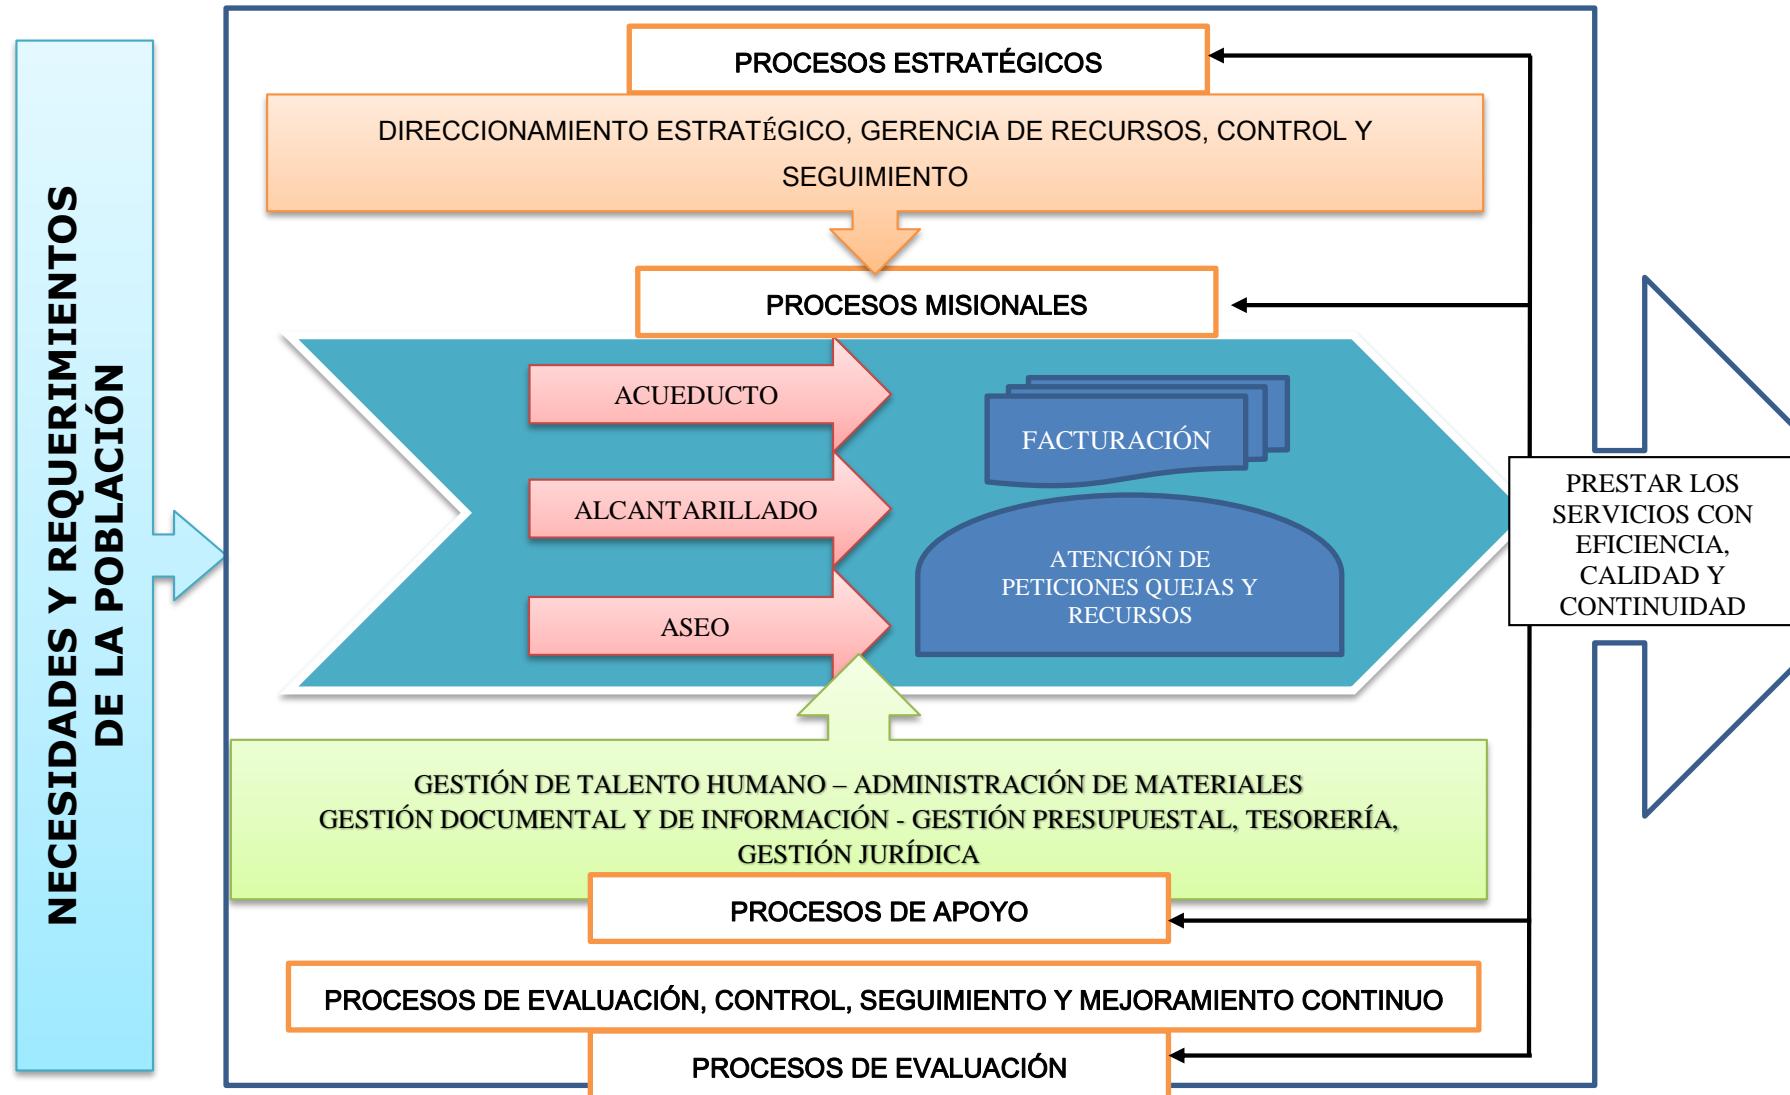 NECESIDADES Y REQUERIMIENTOS
DE LA POBLACIÓN
PROCESOS ESTRATÉGICOS
DIRECCIONAMIENTO ESTRATÉGICO, GERENCIA DE RECURSOS, CONTROL Y
SEGUIMIENTO
PROCESOS MISIONALES
ACUEDUCTO
ALCANTARILLADO
ASEO
FACTURACIÓN
ATENCIÓN DE
PETICIONES QUEJAS Y
RECURSOS
PRESTAR LOS
SERVICIOS CON
EFICIENCIA,
CALIDAD Y
CONTINUIDAD
GESTIÓN DE TALENTO HUMANO – ADMINISTRACIÓN DE MATERIALES
GESTIÓN DOCUMENTAL Y DE INFORMACIÓN - GESTIÓN PRESUPUESTAL, TESORERÍA,
GESTIÓN JURÍDICA
PROCESOS DE APOYO
PROCESOS DE EVALUACIÓN, CONTROL, SEGUIMIENTO Y MEJORAMIENTO CONTINUO
PROCESOS DE EVALUACIÓN